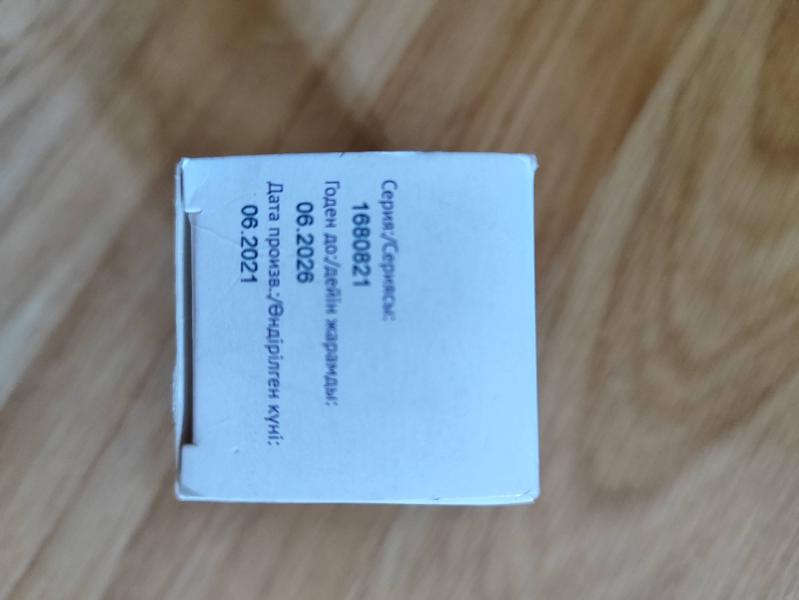 Серия:/Сериясы:
1680821
Годен до:/дейін жарамды:
06.2026
Дата произв.:/Өндірілген күні:
06.2021